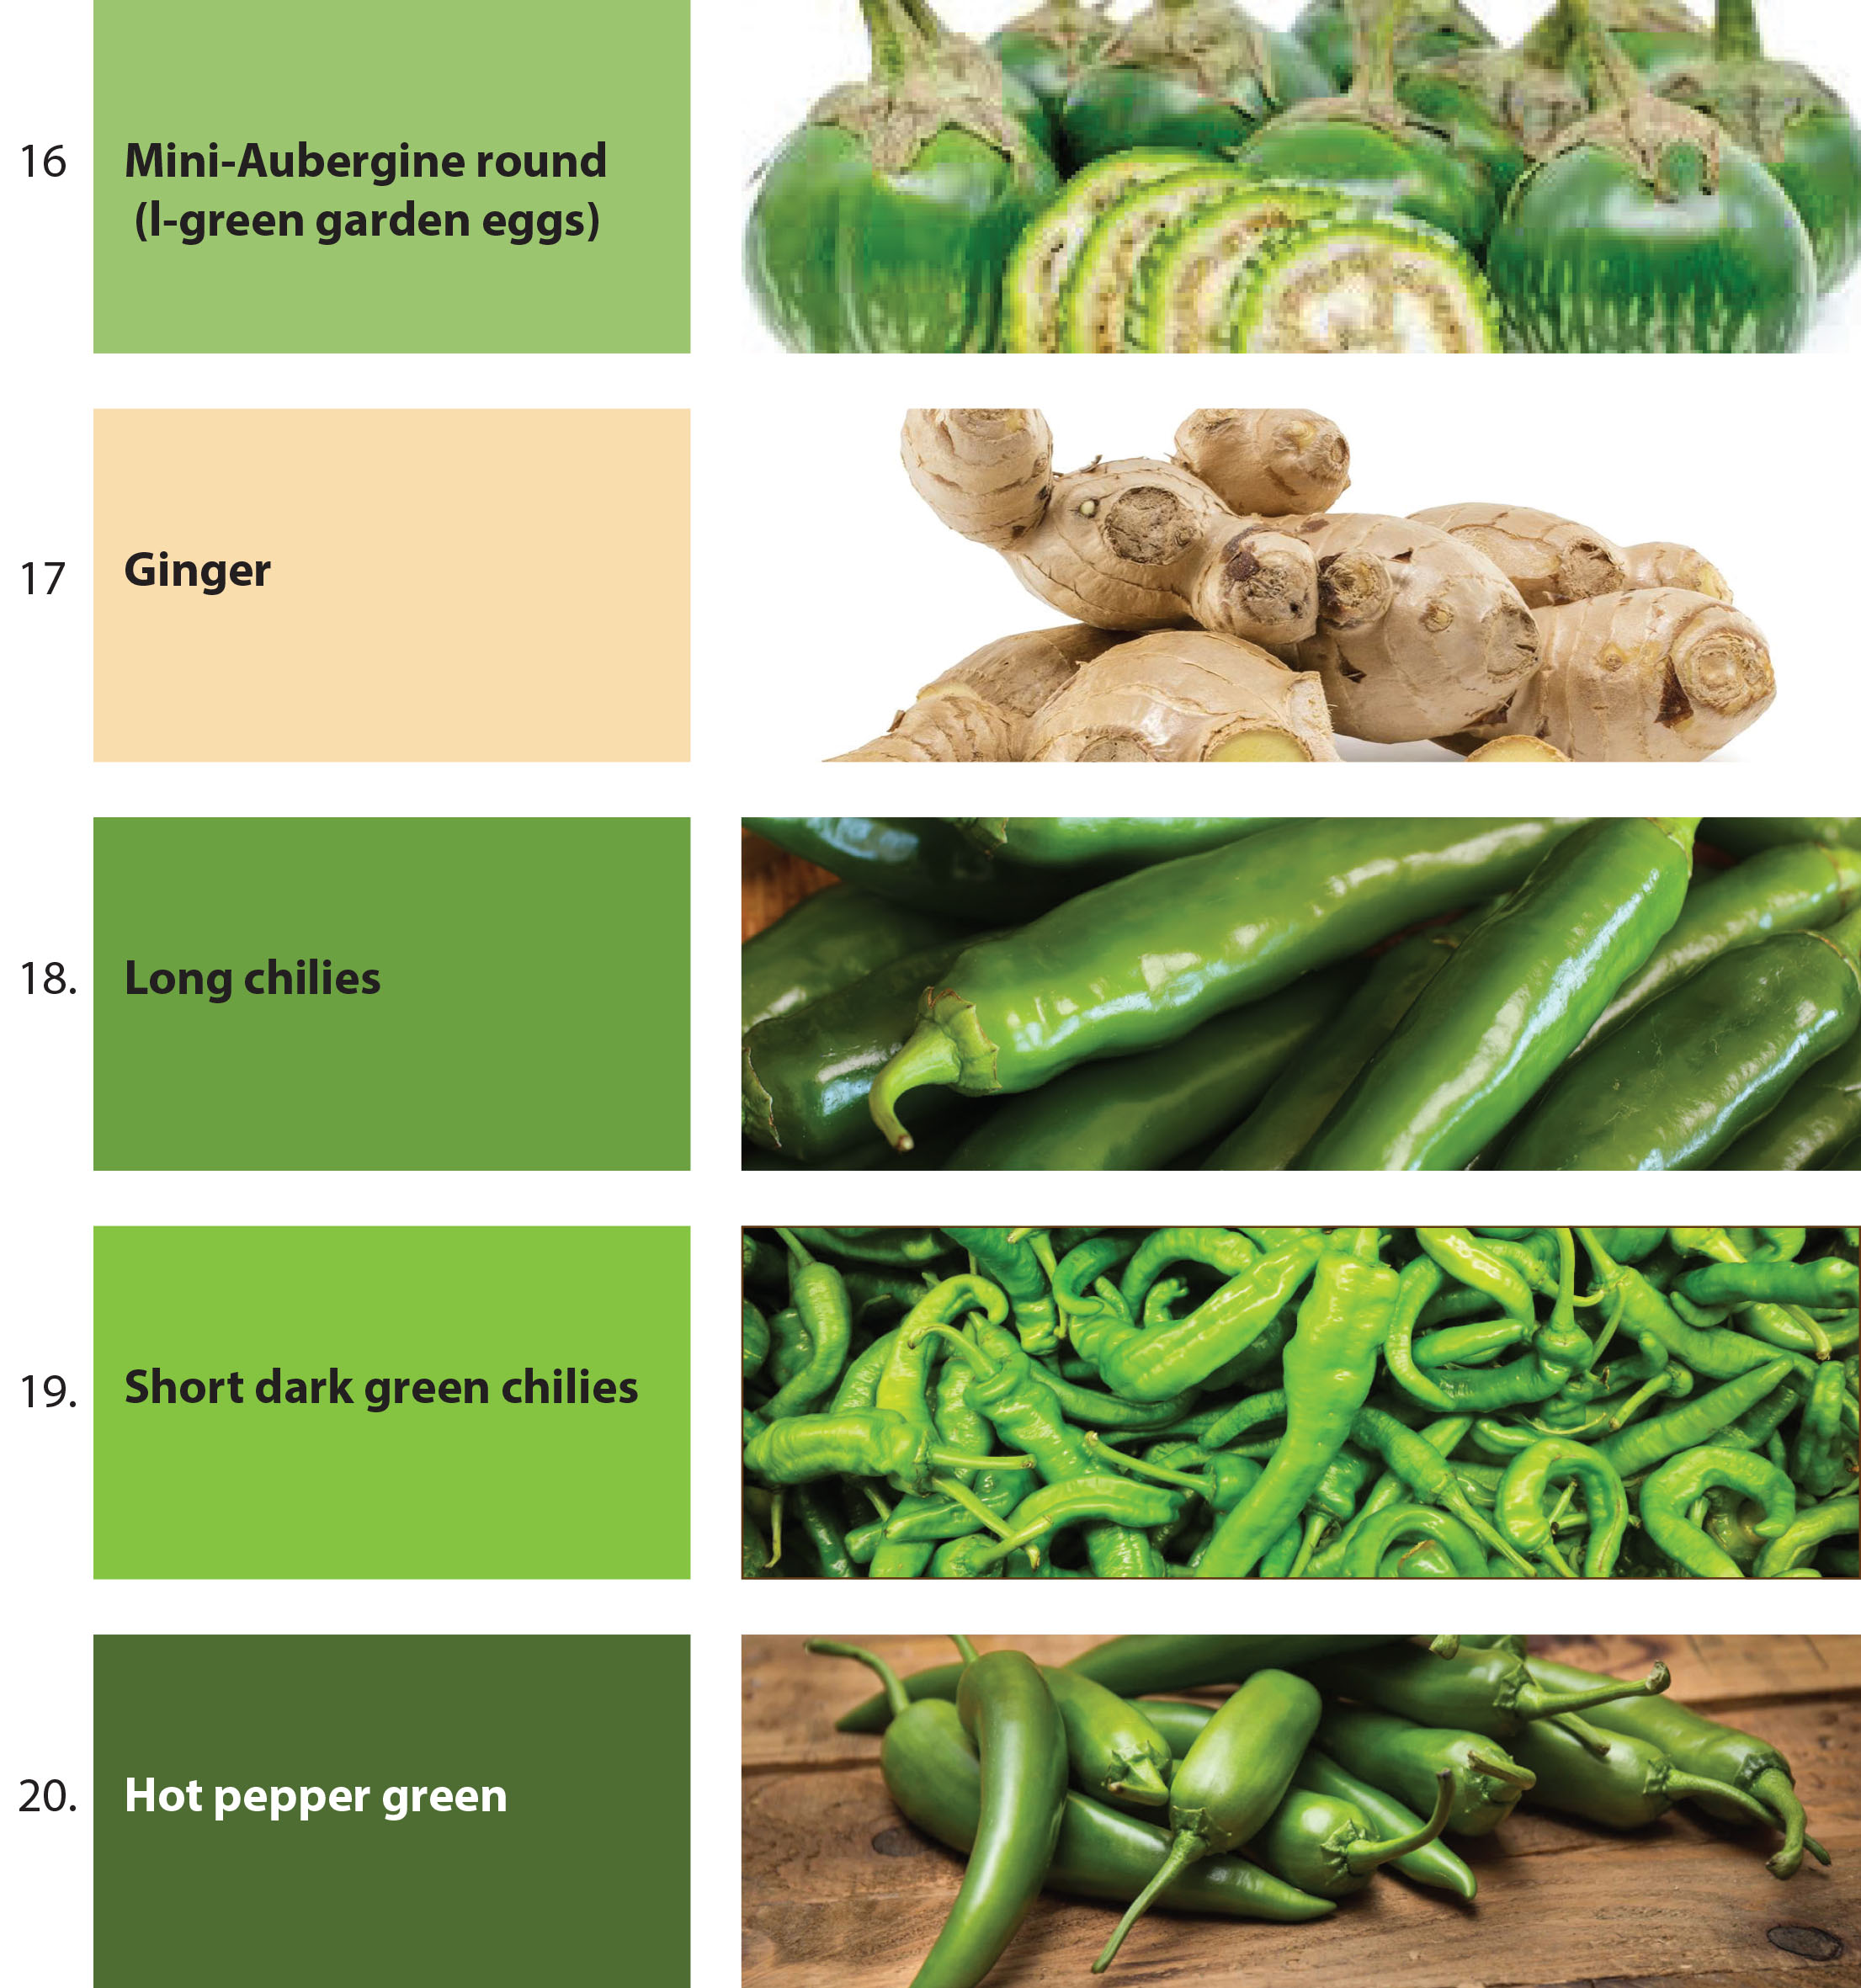 16
Mini-Aubergine round
(l-green garden eggs)
17
Ginger
18.
Long chilies
19.
Short dark green chilies
20.
Hot pepper green